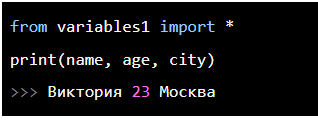 from variables1 import *
print(name, age, city)
>>> Виктория 23 Москва